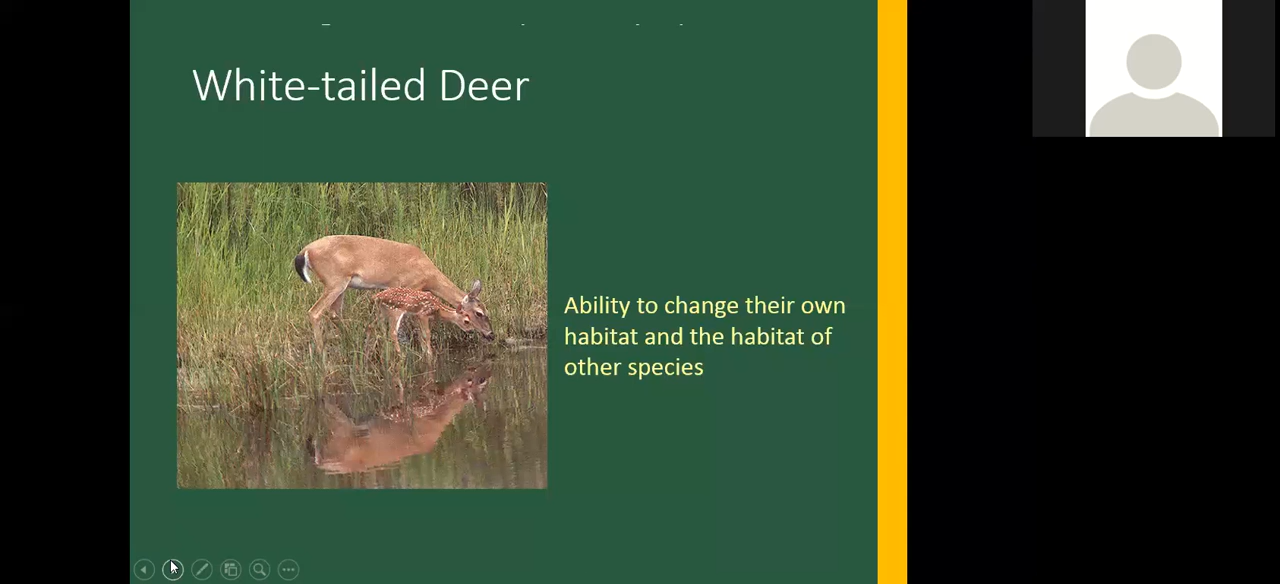 White-tailed Deer
Ability to change their own
habitat and the habitat of
other species